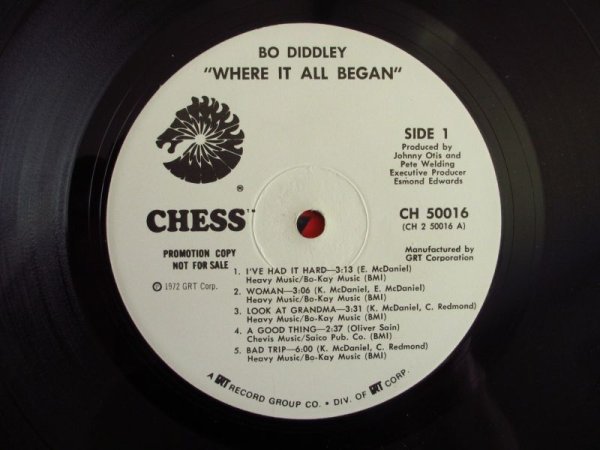 BO DIDDLEY
"WHERE IT ALL BEGAN"
SIDE 1
Produced by
Johnny Otis and
Pete Welding
Executive Producer
Esmond Edwards
®
CHESS™
CH 50016
(CH 2 50016 A)
PROMOTION COPY
NOT FOR SALE
Manufactured by
GRT Corporation
Ⓟ 1972 GRT Corp.
1. I'VE HAD IT HARD—3:13 (E. McDaniel)
Heavy Music/Bo-Kay Music (BMI)
2. WOMAN—3:06 (K. McDaniel, E. McDaniel)
Heavy Music/Bo-Kay Music (BMI)
3. LOOK AT GRANDMA—3:31 (K. McDaniel, C. Redmond)
Heavy Music/Bo-Kay Music (BMI)
4. A GOOD THING—2:37 (Oliver Sain)
Chevis Music/Saico Pub. Co. (BMI)
5. BAD TRIP—6:00 (K. McDaniel, C. Redmond)
Heavy Music/Bo-Kay Music (BMI)
A GRT RECORD GROUP CO. • DIV. OF GRT CORP.